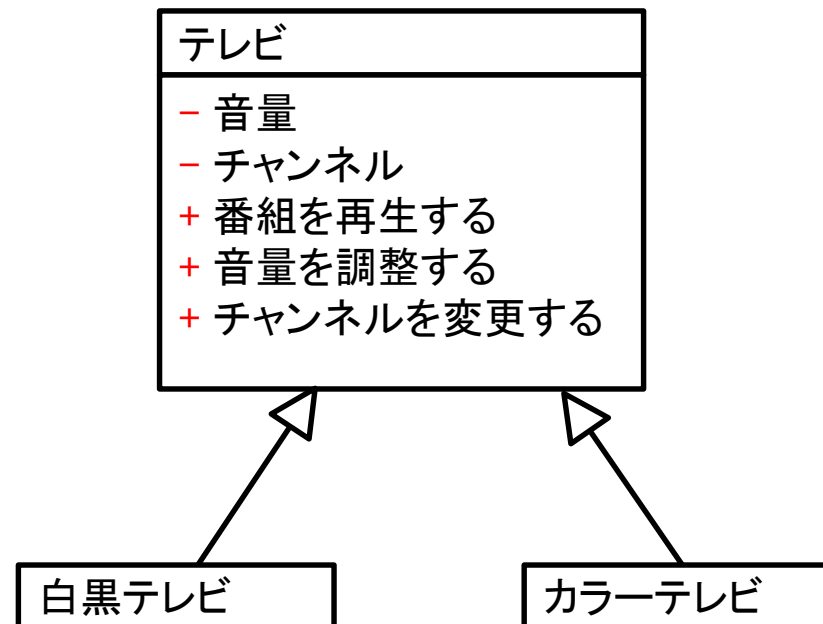 テレビ
− 音量
− チャンネル
+ 番組を再生する
+ 音量を調整する
+ チャンネルを変更する
白黒テレビ
カラーテレビ